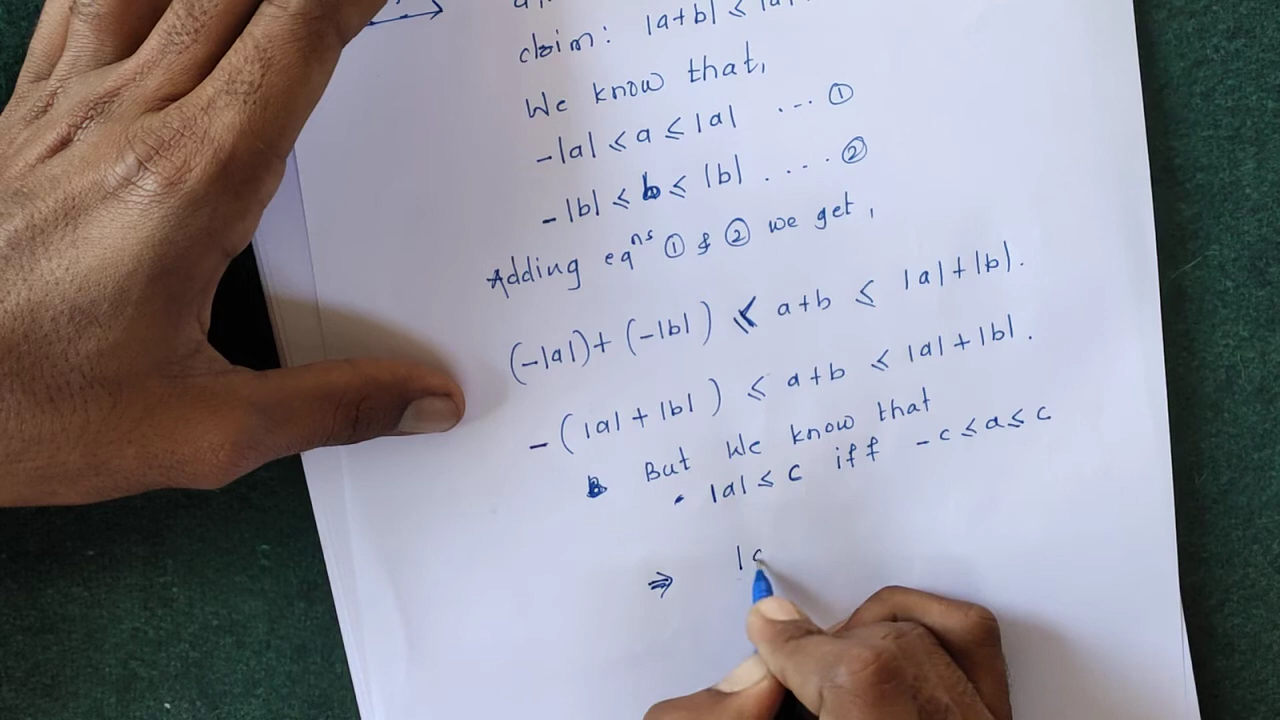 claim: |a+b| ≤
We know that,
-|a| ≤ a ≤ |a| ... ①
-|b| ≤ b ≤ |b| .... ②
Adding eqⁿˢ ① & ② we get,
(-|a|)+(-|b|) ≤ a+b ≤ |a|+|b|.
-(|a|+|b|) ≤ a+b ≤ |a|+|b|.
But We know that
|a| ≤ c iff -c ≤ a ≤ c
⇒ |